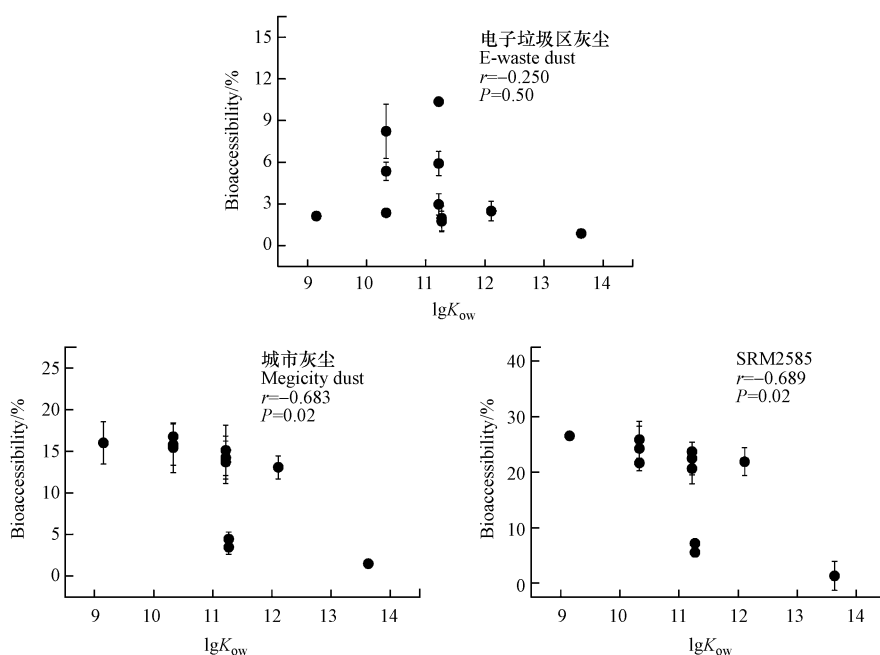 电子垃圾区灰尘
E-waste dust
r=−0.250
P=0.50
Bioaccessibility/%
15
12
9
6
3
0
9 10 11 12 13 14
lgKow
城市灰尘
Megicity dust
r=−0.683
P=0.02
Bioaccessibility/%
25
20
15
10
5
0
9 10 11 12 13 14
lgKow
SRM2585
r=−0.689
P=0.02
Bioaccessibility/%
40
30
20
10
0
9 10 11 12 13 14
lgKow